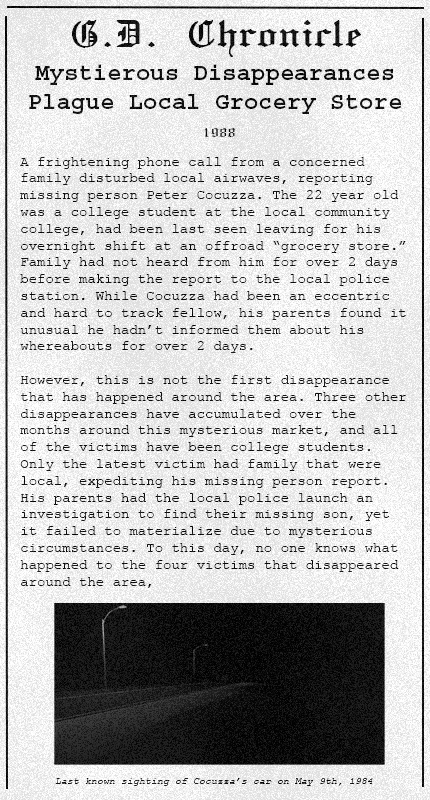 G.D. Chronicle
Mystierous Disappearances
Plague Local Grocery Store
1988
A frightening phone call from a concerned
family disturbed local airwaves, reporting
missing person Peter Cocuzza. The 22 year old
was a college student at the local community
college, had been last seen leaving for his
overnight shift at an offroad “grocery store.”
Family had not heard from him for over 2 days
before making the report to the local police
station. While Cocuzza had been an eccentric
and hard to track fellow, his parents found it
unusual he hadn’t informed them about his
whereabouts for over 2 days.
However, this is not the first disappearance
that has happened around the area. Three other
disappearances have accumulated over the
months around this mysterious market, and all
of the victims have been college students.
Only the latest victim had family that were
local, expediting his missing person report.
His parents had the local police launch an
investigation to find their missing son, yet
it failed to materialize due to mysterious
circumstances. To this day, no one knows what
happened to the four victims that disappeared
around the area,
Last known sighting of Cocuzza’s car on May 9th, 1984